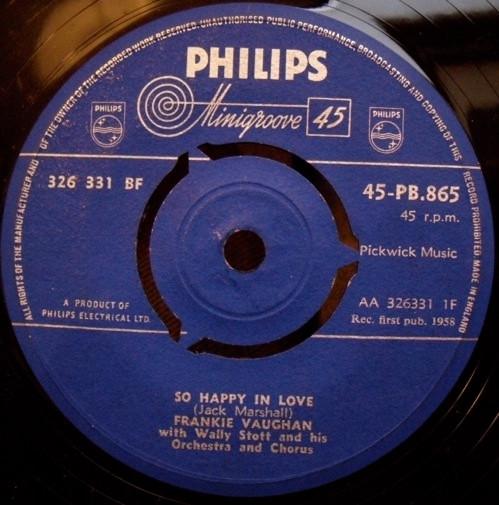 ALL RIGHTS OF THE MANUFACTURER AND OF THE OWNER OF THE RECORDED WORK RESERVED. UNAUTHORISED PUBLIC PERFORMANCE, BROADCASTING AND COPYING OF THIS RECORD PROHIBITED. MADE IN ENGLAND
PHILIPS
Minigroove 45
PHILIPS
PHILIPS
326 331 BF
45-PB.865
45 r.p.m.
Pickwick Music
A PRODUCT OF
PHILIPS ELECTRICAL LTD.
AA 326331 1F
Rec. first pub. 1958
SO HAPPY IN LOVE
(Jack Marshall)
FRANKIE VAUGHAN
with Wally Stott and his
Orchestra and Chorus